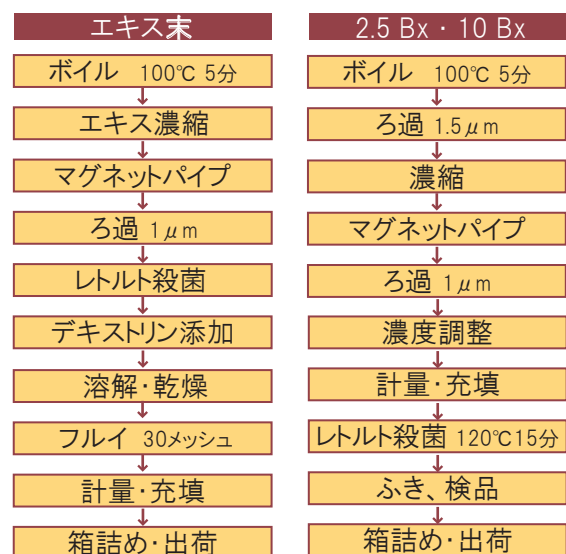 エキス末
ボイル 100℃ 5分
エキス濃縮
マグネットパイプ
ろ過 1μm
レトルト殺菌
デキストリン添加
溶解・乾燥
フルイ 30メッシュ
計量・充填
箱詰め・出荷
2.5 Bx・10 Bx
ボイル 100℃ 5分
ろ過 1.5μm
濃縮
マグネットパイプ
ろ過 1μm
濃度調整
計量・充填
レトルト殺菌 120℃15分
ふき、検品
箱詰め・出荷